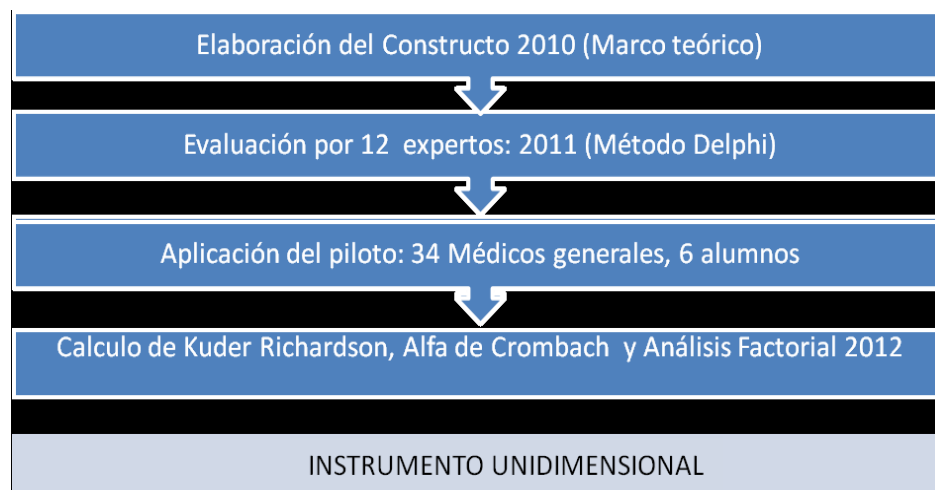 Elaboración del Constructo 2010 (Marco teórico)
Evaluación por 12 expertos: 2011 (Método Delphi)
Aplicación del piloto: 34 Médicos generales, 6 alumnos
Calculo de Kuder Richardson, Alfa de Crombach y Análisis Factorial 2012
INSTRUMENTO UNIDIMENSIONAL